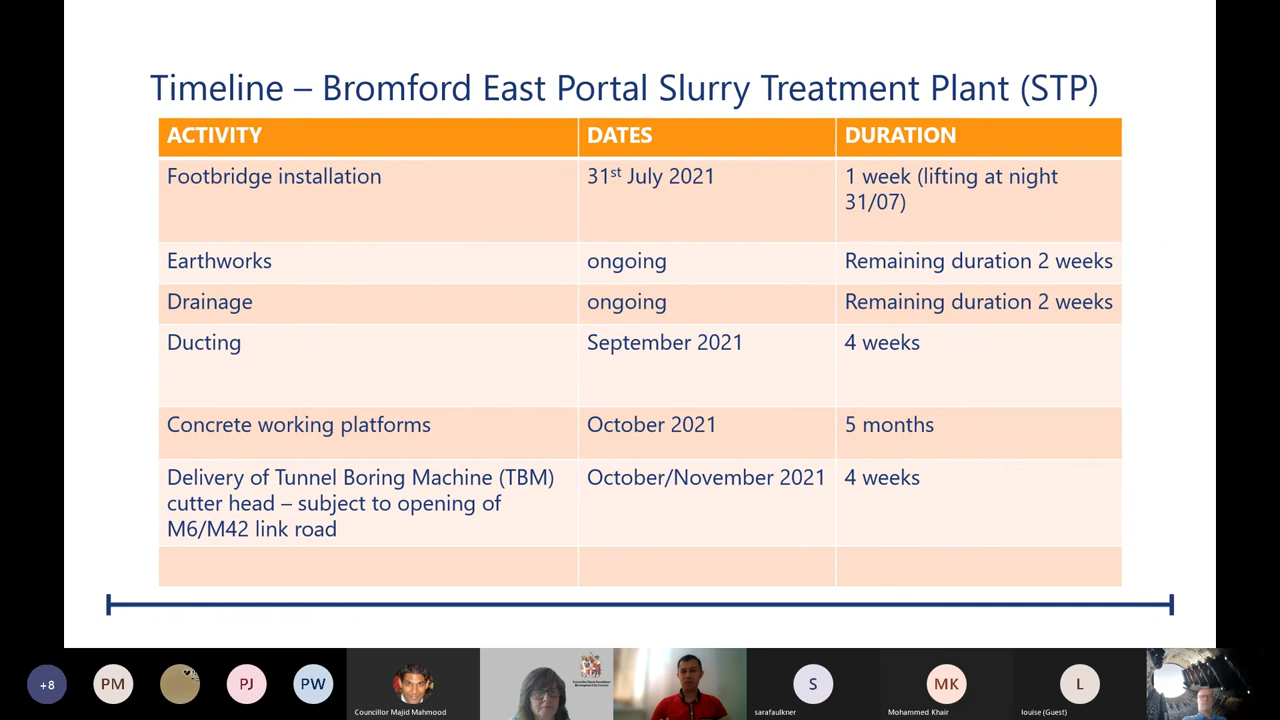 Timeline – Bromford East Portal Slurry Treatment Plant (STP)
ACTIVITY DATES DURATION
Footbridge installation 31st July 2021 1 week (lifting at night
31/07)
Earthworks ongoing Remaining duration 2 weeks
Drainage ongoing Remaining duration 2 weeks
Ducting September 2021 4 weeks
Concrete working platforms October 2021 5 months
Delivery of Tunnel Boring Machine (TBM) October/November 2021 4 weeks
cutter head – subject to opening of
M6/M42 link road
+8 PM PJ PW S MK L
Councillor Majid Mahmood sarafaulkner Mohammed Khair louise (Guest)